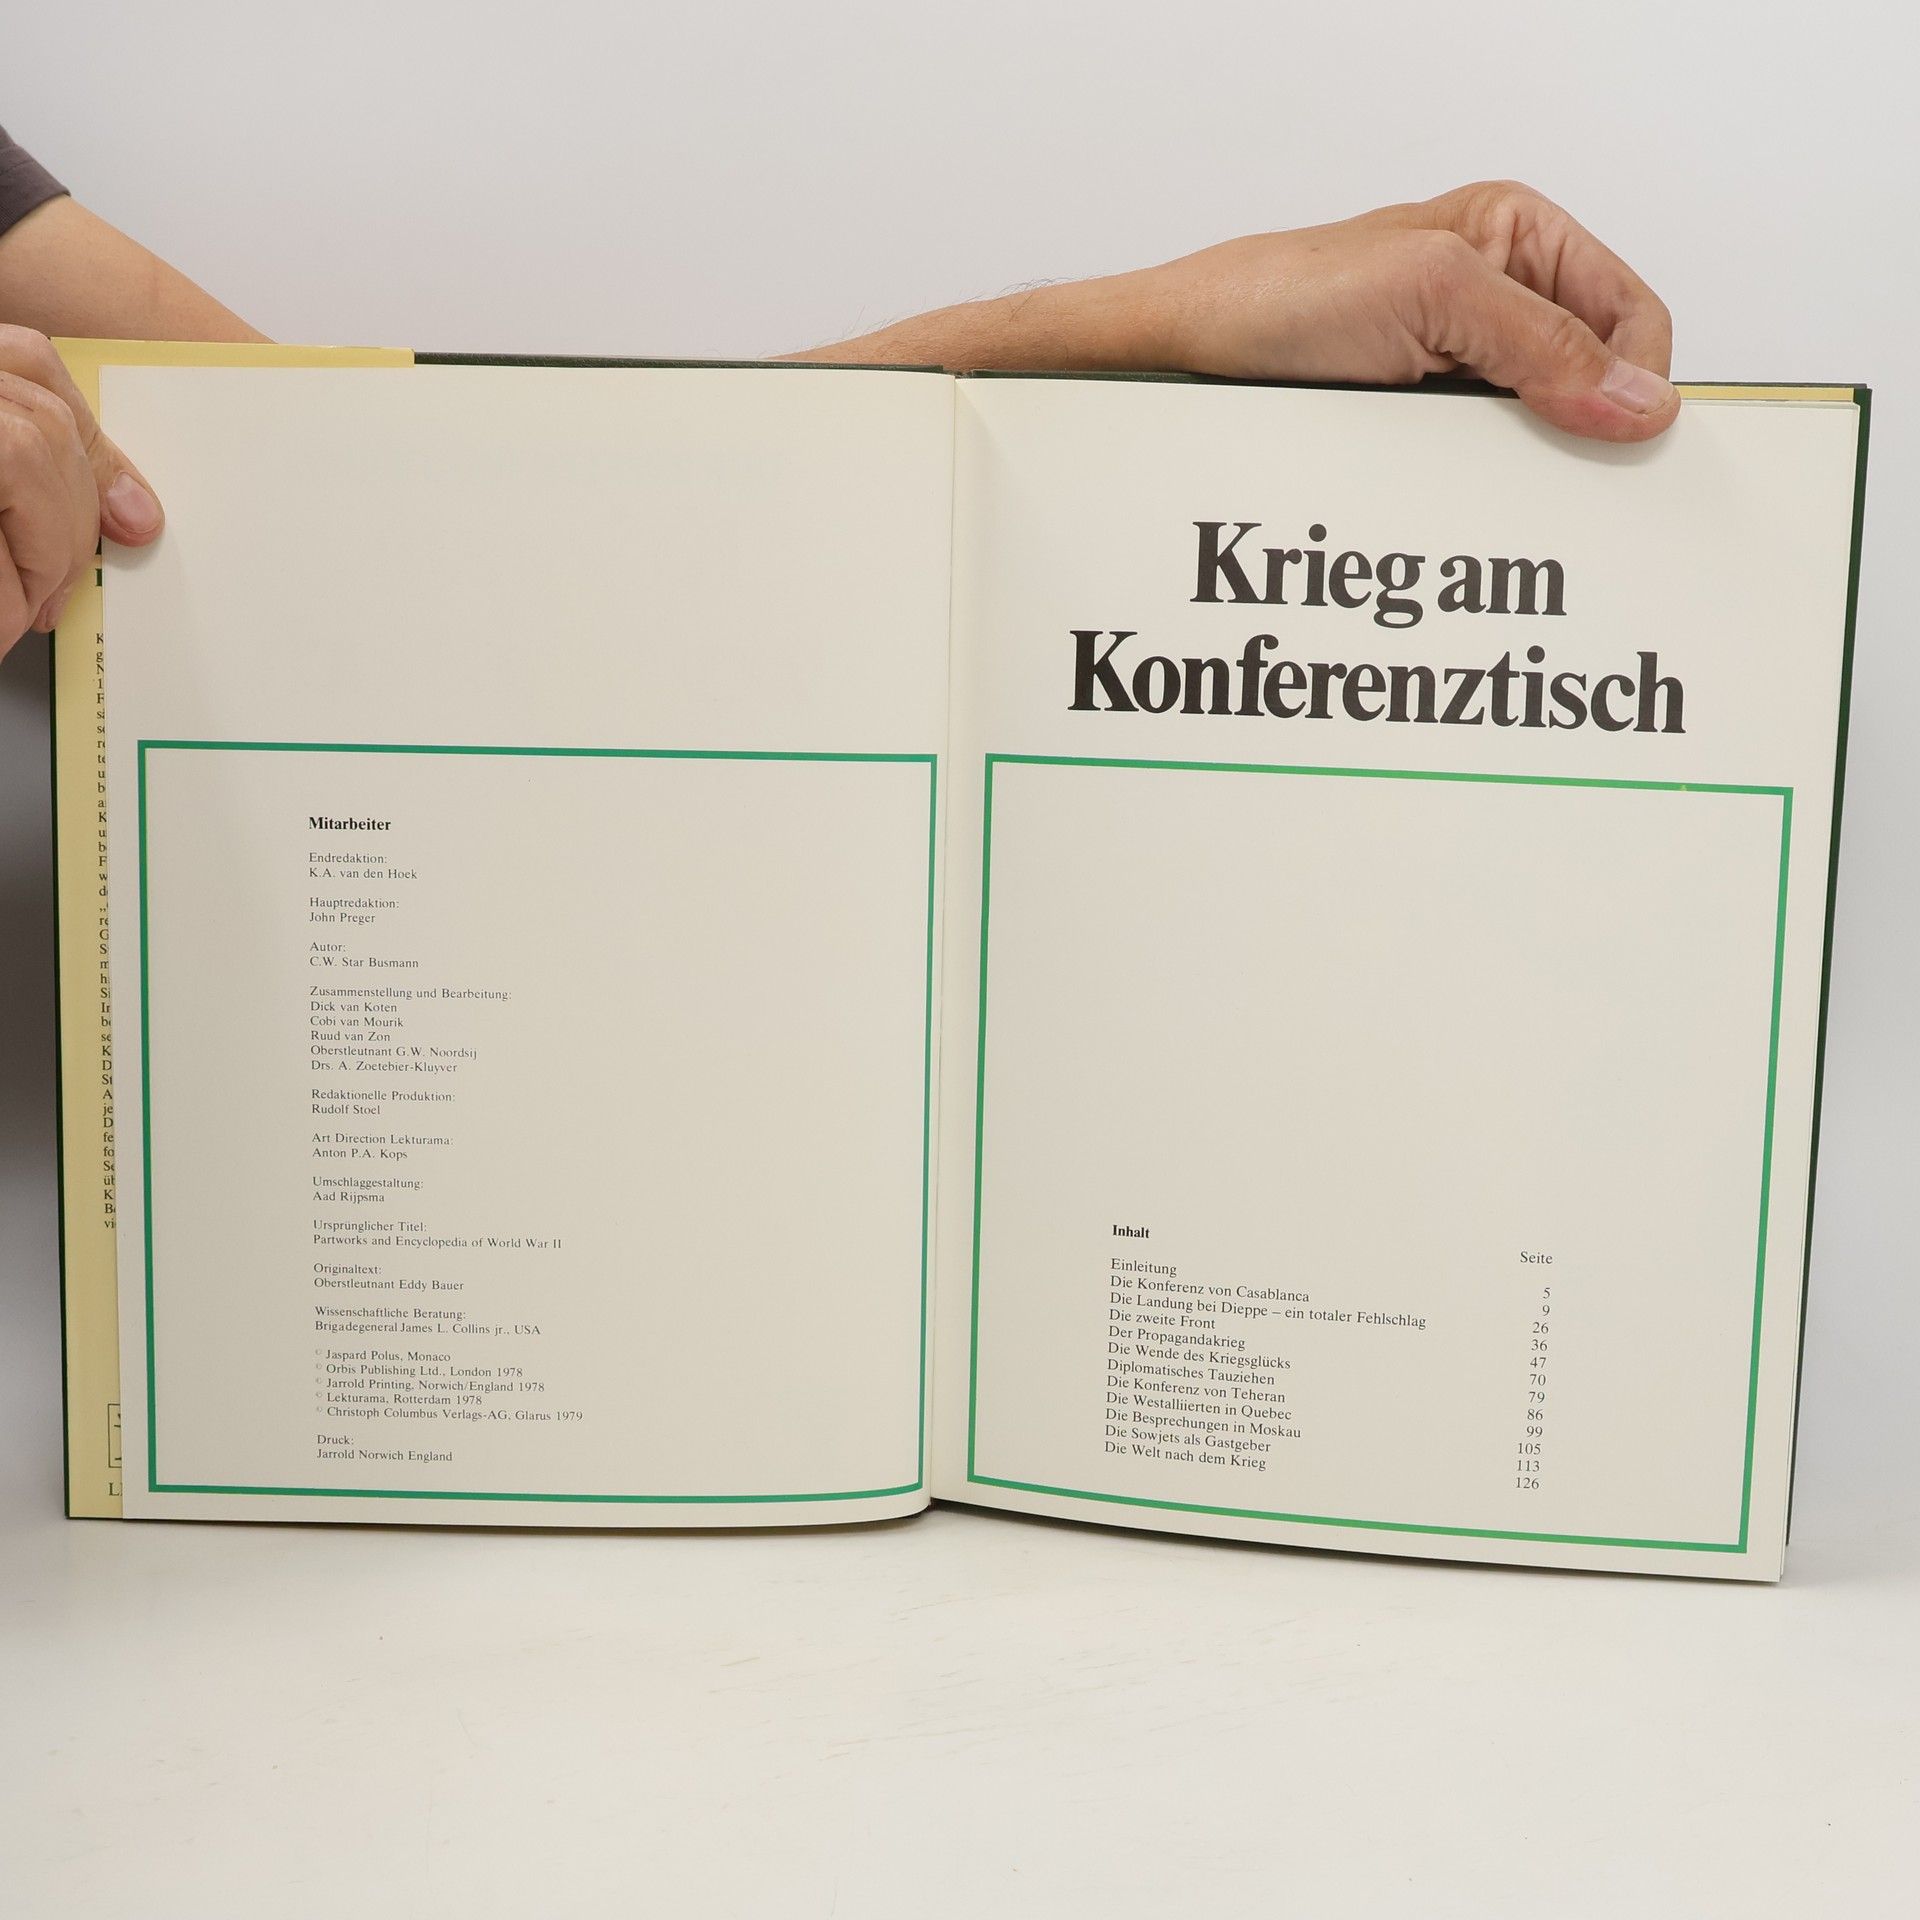 Mitarbeiter
Endredaktion:
K.A. van den Hoek
Hauptredaktion:
John Preger
Autor:
C.W. Star Busmann
Zusammenstellung und Bearbeitung:
Dick van Koten
Cobi van Mourik
Ruud van Zon
Oberstleutnant G.W. Noordsij
Drs. A. Zoetebier-Kluyver
Redaktionelle Produktion:
Rudolf Stoel
Art Direction Lekturama:
Anton P.A. Kops
Umschlaggestaltung:
Aad Rijpsma
Ursprünglicher Titel:
Partworks and Encyclopedia of World War II
Originaltext:
Oberstleutnant Eddy Bauer
Wissenschaftliche Beratung:
Brigadegeneral James L. Collins jr., USA
© Jaspard Polus, Monaco
© Orbis Publishing Ltd., London 1978
© Jarrold Printing, Norwich/England 1978
© Lekturama, Rotterdam 1978
© Christoph Columbus Verlags-AG, Glarus 1979
Druck:
Jarrold Norwich England
Krieg am
Konferenztisch
Inhalt
Seite
Einleitung 5
Die Konferenz von Casablanca 9
Die Landung bei Dieppe – ein totaler Fehlschlag 26
Die zweite Front 36
Der Propagandakrieg 47
Die Wende des Kriegsglücks 70
Diplomatisches Tauziehen 79
Die Konferenz von Teheran 86
Die Westalliierten in Quebec 99
Die Besprechungen in Moskau 105
Die Sowjets als Gastgeber 113
Die Welt nach dem Krieg 126